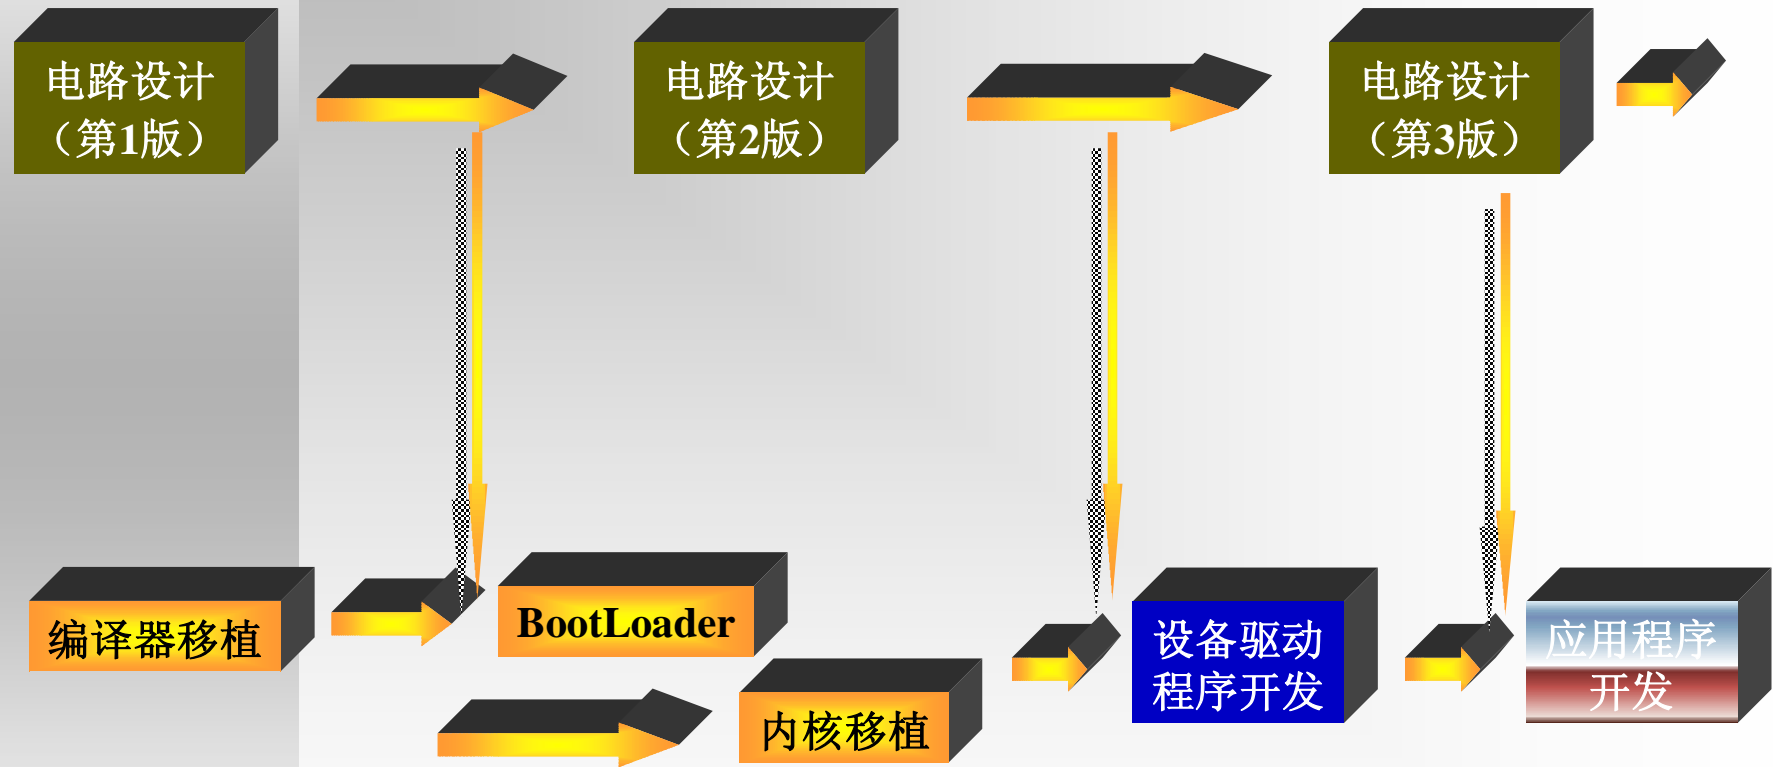 电路设计
（第1版）
电路设计
（第2版）
电路设计
（第3版）
编译器移植
BootLoader
内核移植
设备驱动
程序开发
应用程序
开发